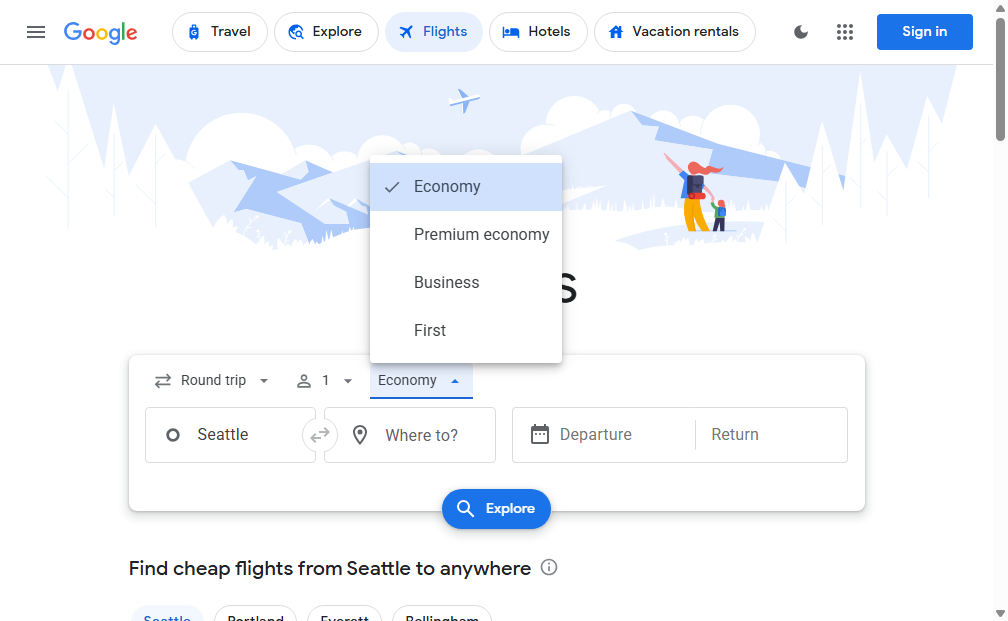 Google
Travel
Explore
Flights
Hotels
Vacation rentals
Sign in
Economy
Premium economy
Business
First
Round trip
1
Economy
Seattle
Where to?
Departure
Return
Explore
Find cheap flights from Seattle to anywhere
Seattle
Portland
Everett
Bellingham